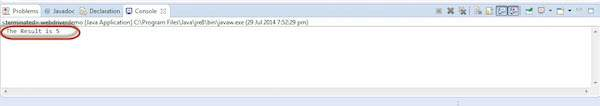 Problems @ Javadoc Declaration Console
<terminated> webdriverdemo [Java Application] C:\Program Files\Java\jre8\bin\javaw.exe (29 Jul 2014 7:52:29 pm)
The Result is 5